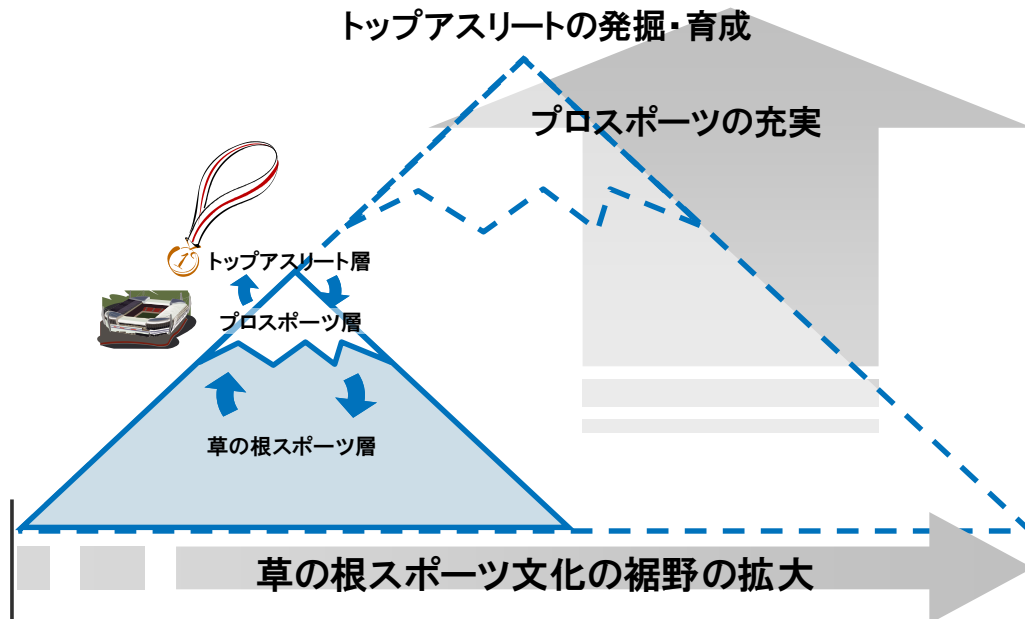 トップアスリートの発掘・育成
プロスポーツの充実
1
トップアスリート層
プロスポーツ層
草の根スポーツ層
草の根スポーツ文化の裾野の拡大